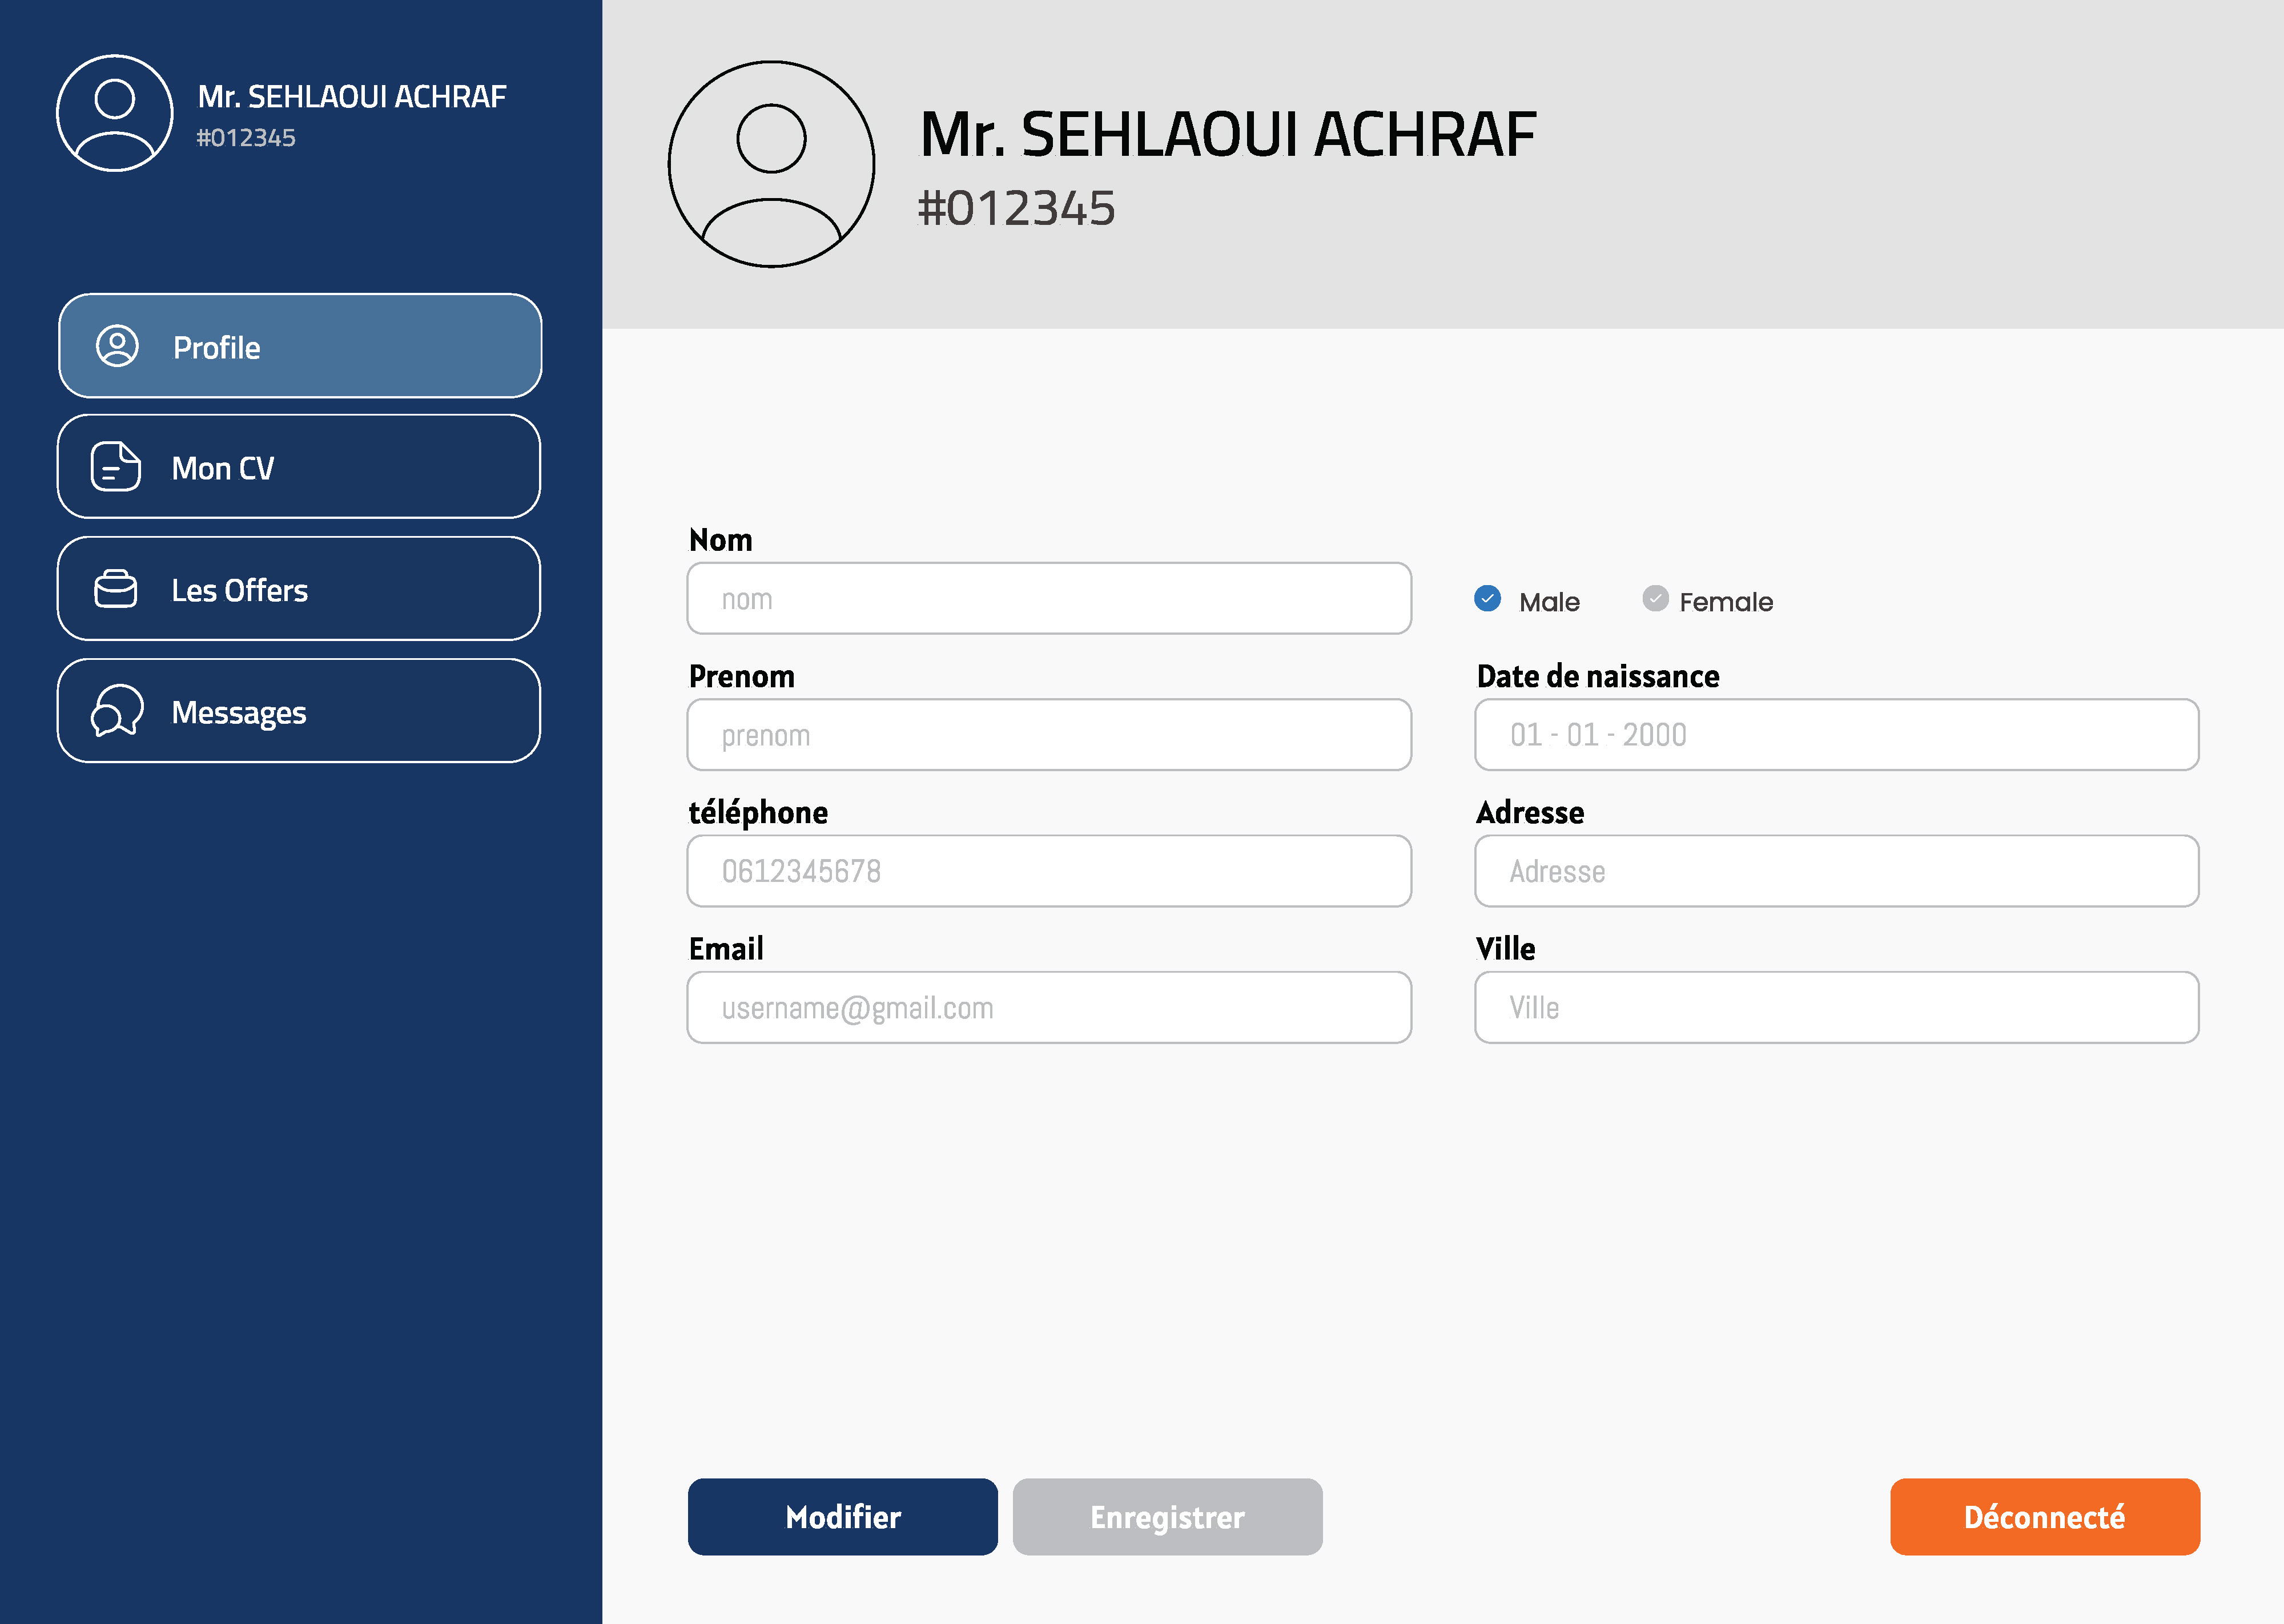 Mr. SEHLAOUI ACHRAF
#012345
Profile
Mon CV
Les Offers
Messages
Mr. SEHLAOUI ACHRAF
#012345
Nom
nom
Male
Female
Prenom
prenom
Date de naissance
01 - 01 - 2000
téléphone
0612345678
Adresse
Adresse
Email
username@gmail.com
Ville
Ville
Modifier
Enregistrer
Déconnecté